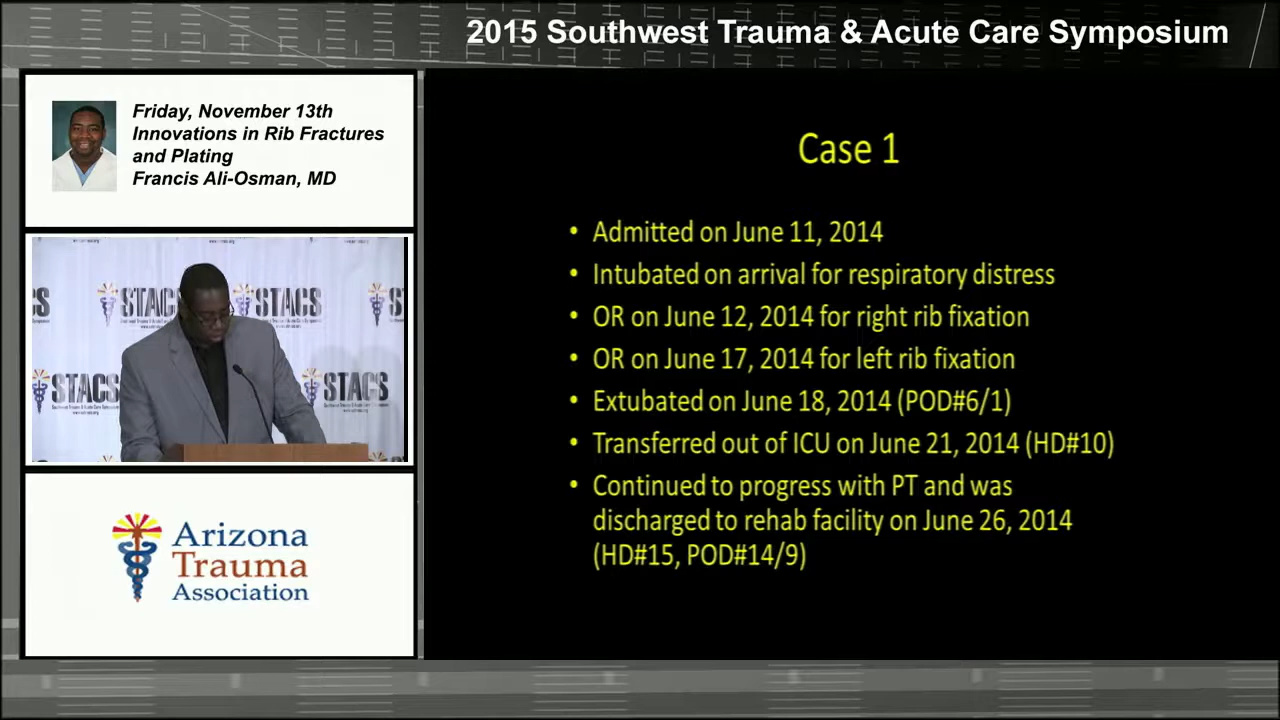 2015 Southwest Trauma & Acute Care Symposium
Friday, November 13th
Innovations in Rib Fractures
and Plating
Francis Ali-Osman, MD
STACS
STACS
STACS
Arizona
Trauma
Association
Case 1
• Admitted on June 11, 2014
• Intubated on arrival for respiratory distress
• OR on June 12, 2014 for right rib fixation
• OR on June 17, 2014 for left rib fixation
• Extubated on June 18, 2014 (POD#6/1)
• Transferred out of ICU on June 21, 2014 (HD#10)
• Continued to progress with PT and was
discharged to rehab facility on June 26, 2014
(HD#15, POD#14/9)